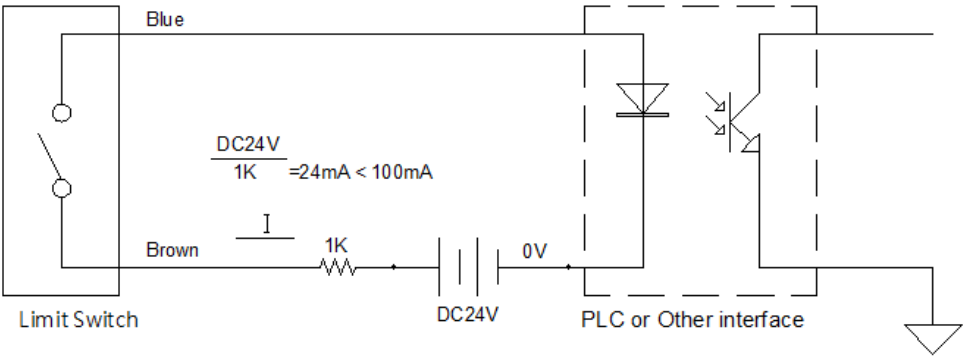 Blue
DC24V
1K =24mA < 100mA
I
Brown
1K
0V
DC24V
Limit Switch
PLC or Other interface